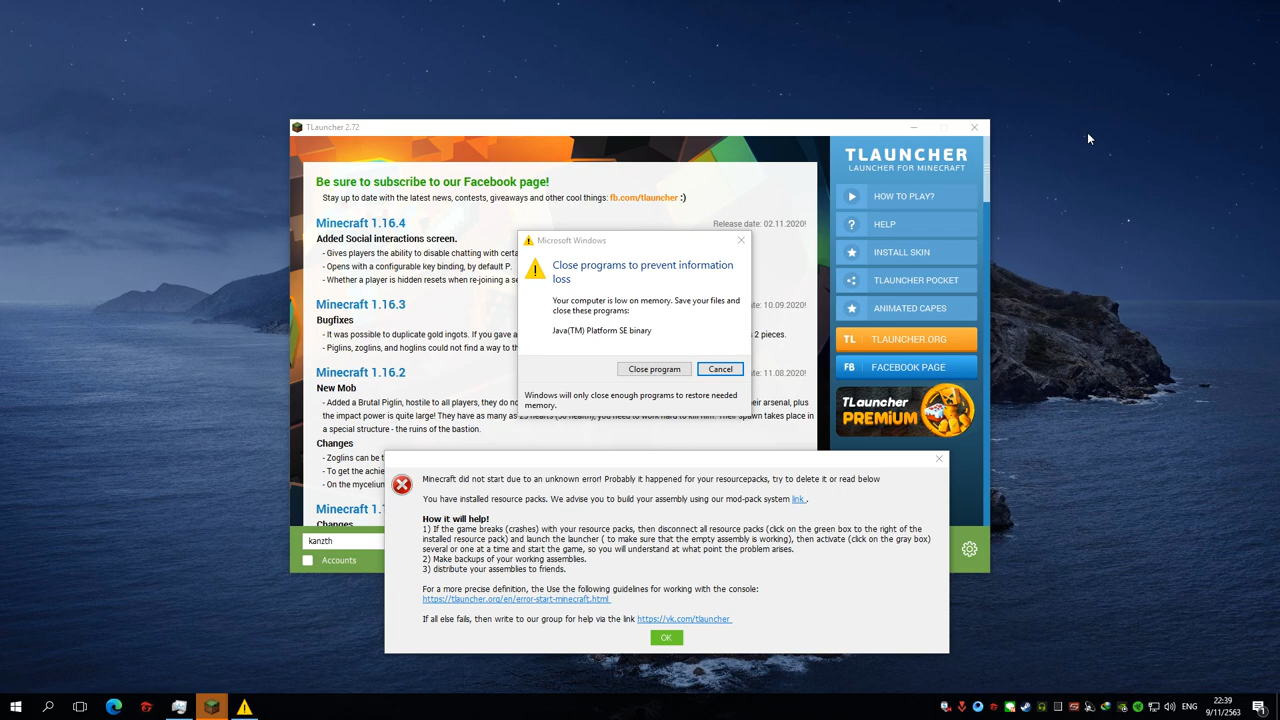 TLauncher 2.72
Be sure to subscribe to our Facebook page!
Stay up to date with the latest news, contests, giveaways and other cool things: fb.com/tlauncher :)
Minecraft 1.16.4
Release date: 02.11.2020!
Added Social interactions screen.
- Gives players the ability to disable chatting with
- Opens with a configurable key binding, by default P.
- Whether a player is hidden resets when re-joining a
Minecraft 1.16.3
date: 10.09.2020!
Bugfixes
- It was possible to duplicate gold ingots. If you gave
2 pieces.
- Piglins, zoglins, and hoglins could not find a way to
Minecraft 1.16.2
date: 11.08.2020!
New Mob
- Added a Brutal Piglin, hostile to all players, they do
their arsenal, plus
the impact power is quite large! They have as many as
takes place in
a special structure - the ruins of the bastion.
Changes
- Zoglins can be
- To get the
- On the
Minecraft
Changes
TLAUNCHER
LAUNCHER FOR MINECRAFT
HOW TO PLAY?
HELP
INSTALL SKIN
TLAUNCHER POCKET
ANIMATED CAPES
TL TLAUNCHER.ORG
FB FACEBOOK PAGE
TLauncher
PREMIUM
kanzth
Accounts
Microsoft Windows
Close programs to prevent information
loss
Your computer is low on memory. Save your files and
close these programs:
Java(TM) Platform SE binary
Close program
Cancel
Windows will only close enough programs to restore needed
memory.
Minecraft did not start due to an unknown error! Probably it happened for your resourcepacks, try to delete it or read below
You have installed resource packs. We advise you to build your assembly using our mod-pack system link .
How it will help!
1) If the game breaks (crashes) with your resource packs, then disconnect all resource packs (click on the green box to the right of the
installed resource pack) and launch the launcher ( to make sure that the empty assembly is working), then activate (click on the gray box)
several or one at a time and start the game, so you will understand at what point the problem arises.
2) Make backups of your working assemblies.
3) distribute your assemblies to friends.
For a more precise definition, the Use the following guidelines for working with the console:
https://tlauncher.org/en/error-start-minecraft.html
If all else fails, then write to our group for help via the link https://vk.com/tlauncher
OK
ENG
22:39
9/11/2563